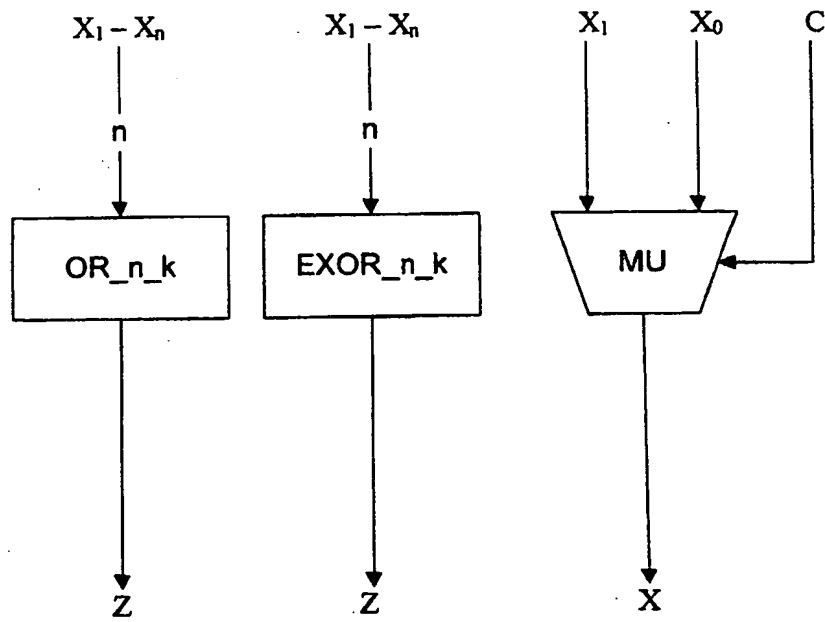 X₁ – Xₙ X₁ – Xₙ X₁ X₀ C
n n
OR_n_k EXOR_n_k MU
Z Z X